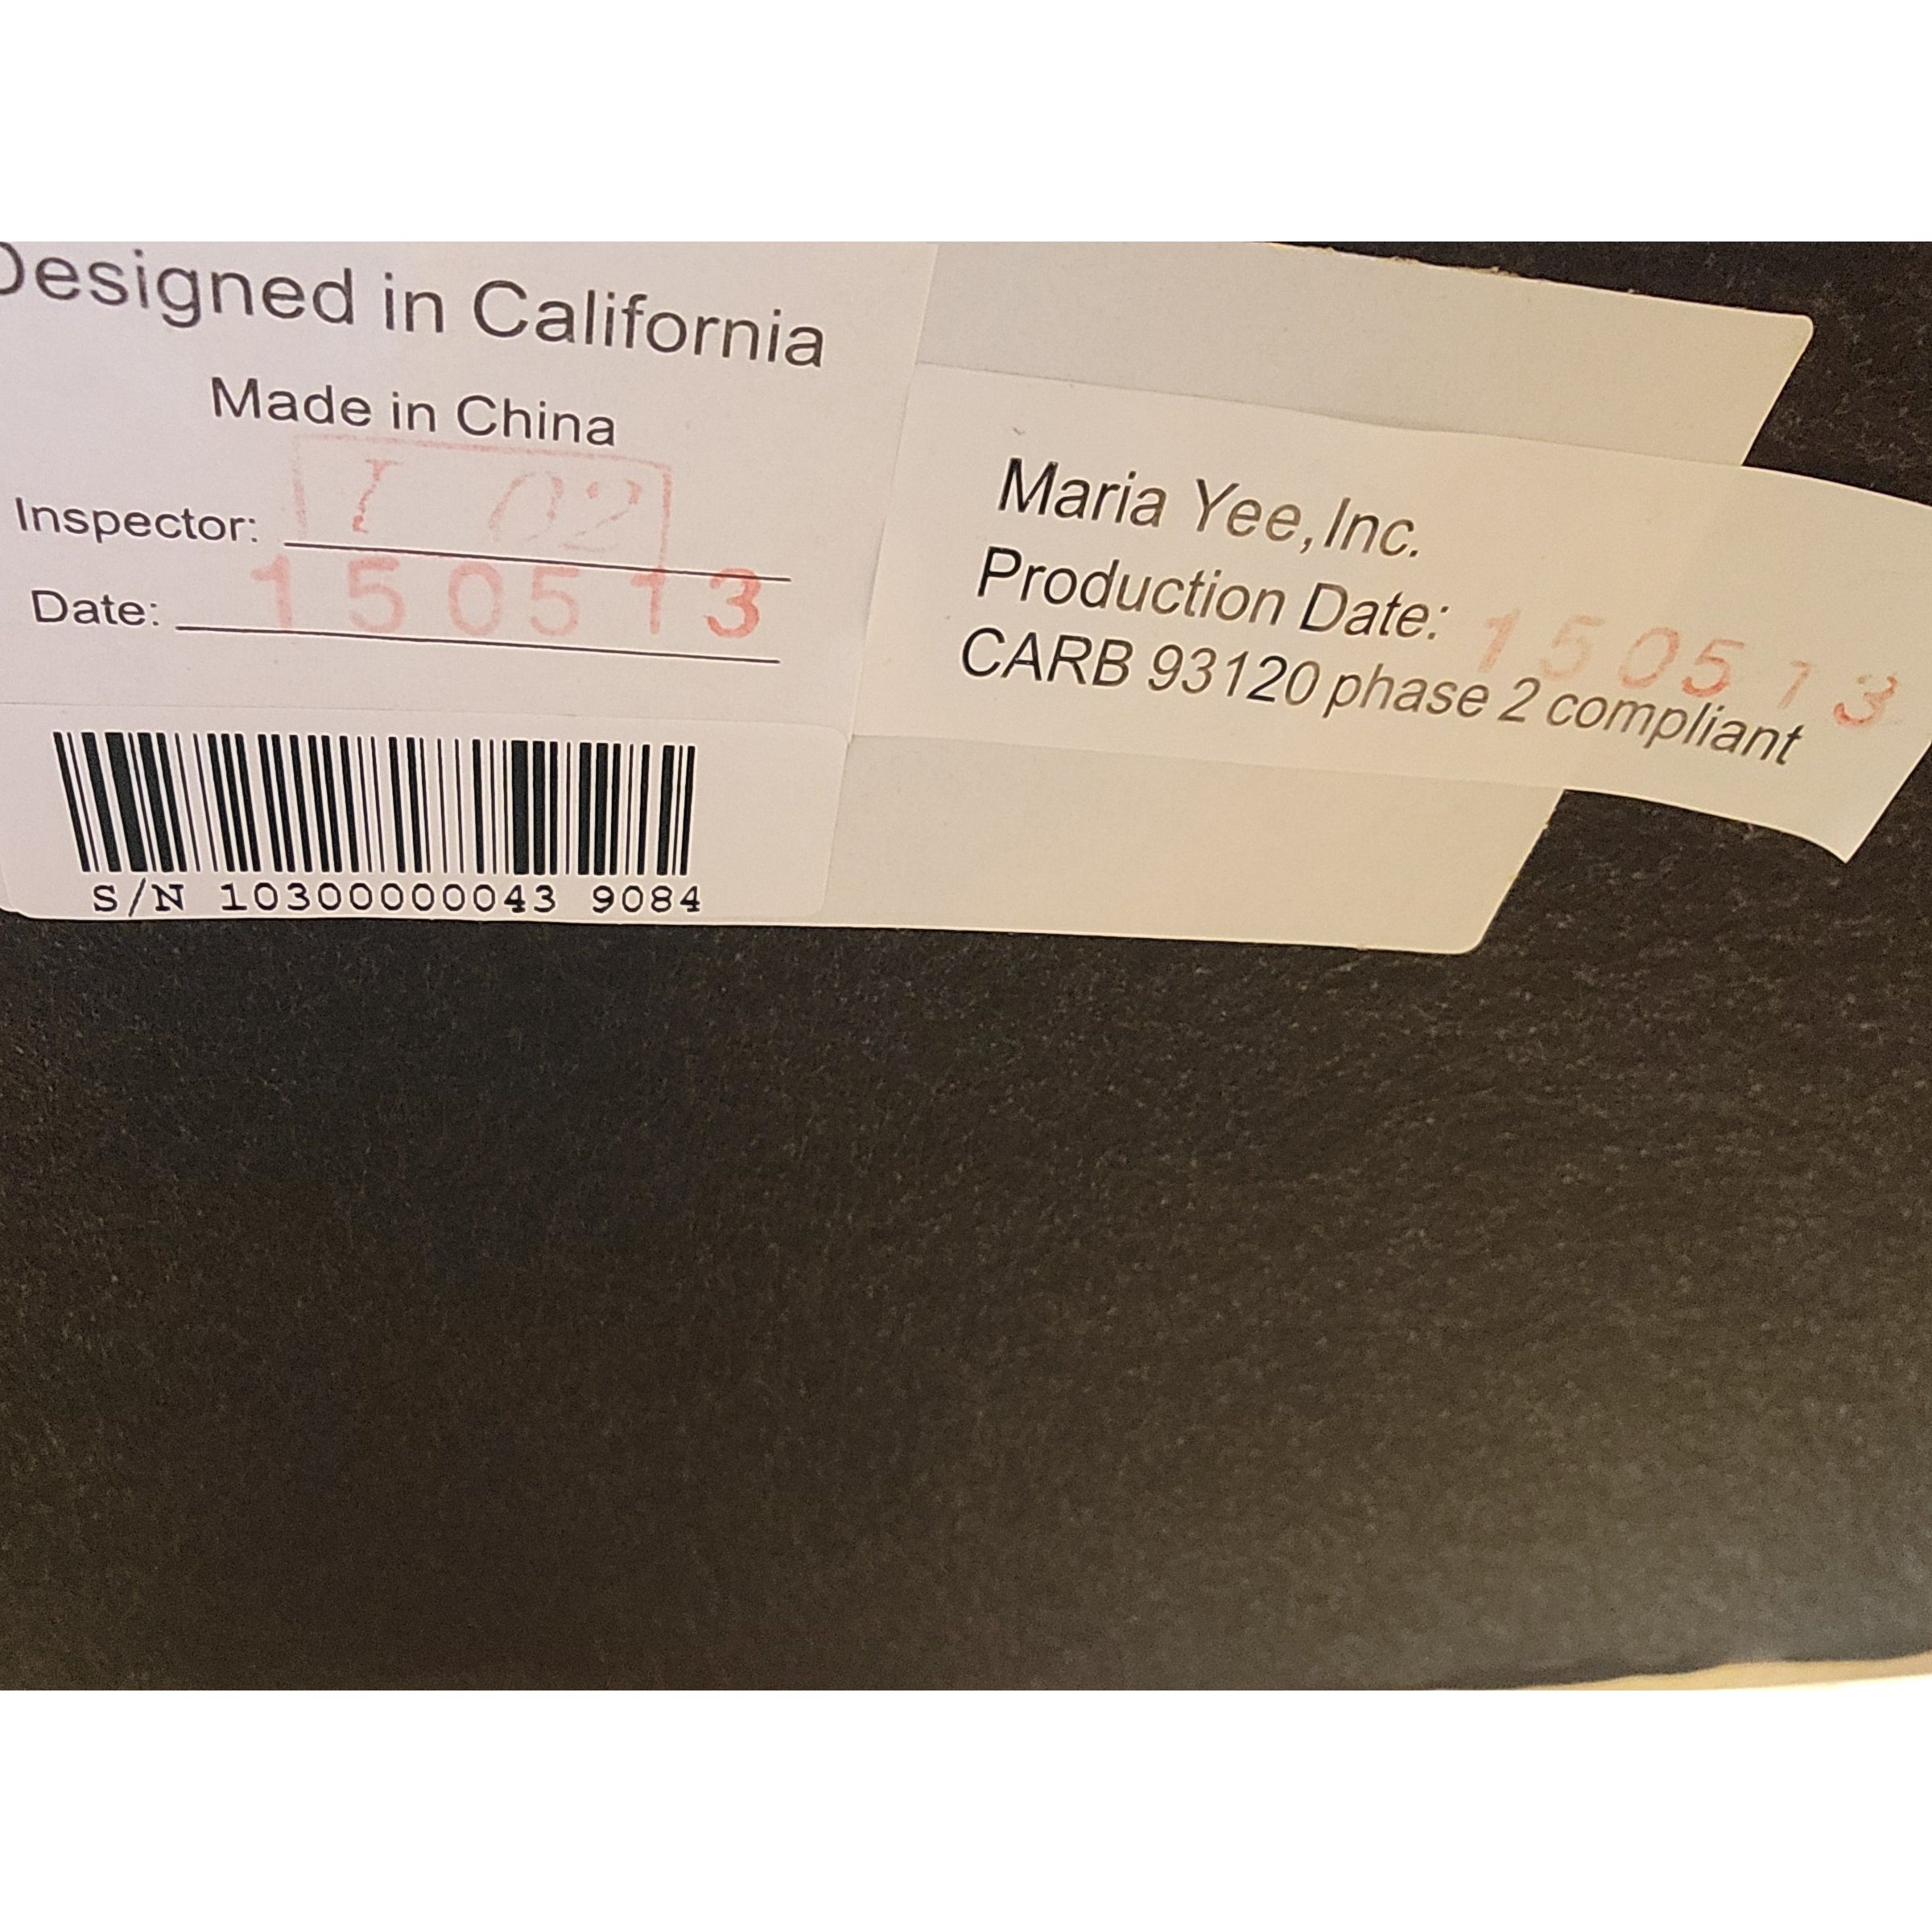 Designed in California
Made in China
Inspector: I 02
Date: 150513
S/N 10300000043 9084
Maria Yee,Inc.
Production Date: 150513
CARB 93120 phase 2 compliant